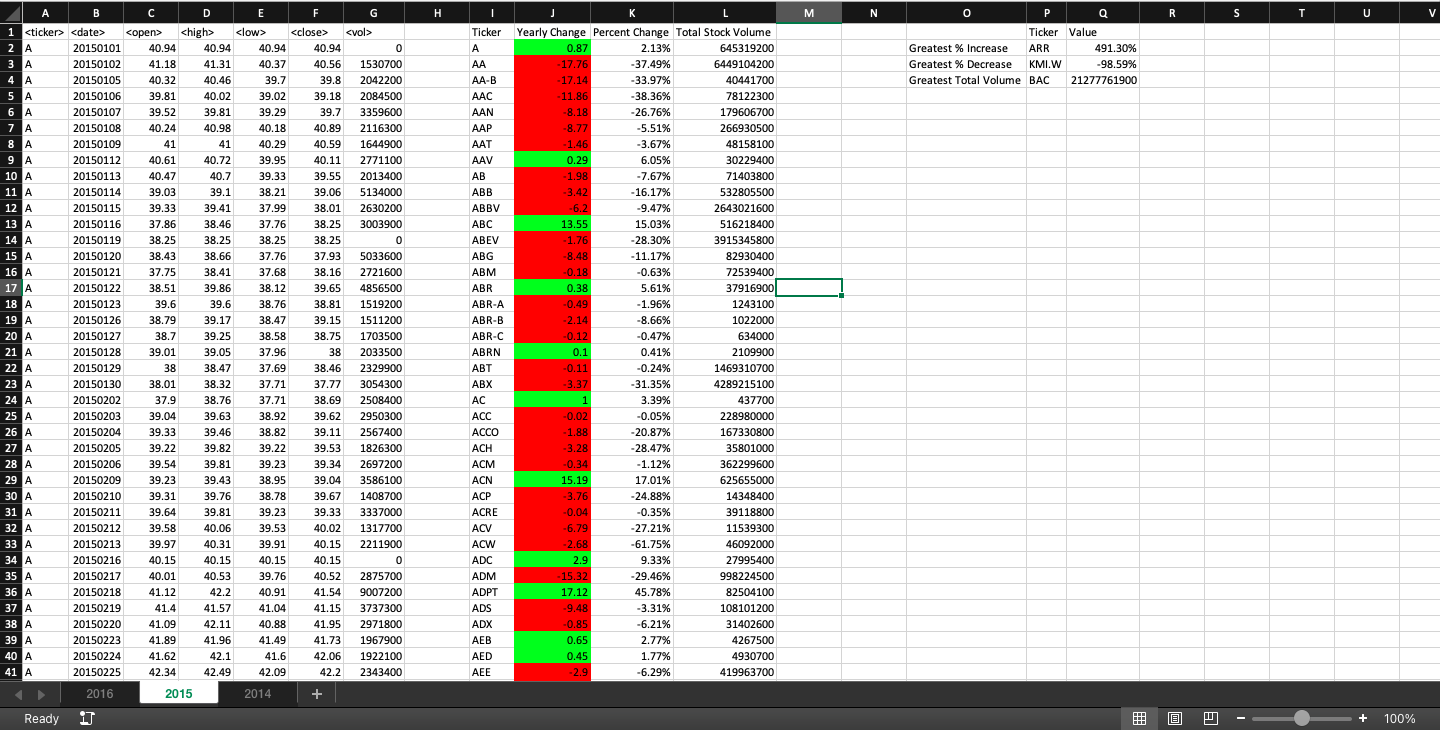 A B C D E F G H I J K L M N O P Q R S T U V
1 <ticker> <date> <open> <high> <low> <close> <vol> Ticker Yearly Change Percent Change Total Stock Volume Ticker Value
2 A 20150101 40.94 40.94 40.94 40.94 0 A 0.87 2.13% 645319200 Greatest % Increase ARR 491.30%
3 A 20150102 41.18 41.31 40.37 40.56 1530700 AA -17.76 -37.49% 6449104200 Greatest % Decrease KMI.W -98.59%
4 A 20150105 40.32 40.46 39.7 39.8 2042200 AA-B -17.14 -33.97% 40441700 Greatest Total Volume BAC 21277761900
5 A 20150106 39.81 40.02 39.02 39.18 2084500 AAC -11.86 -38.36% 78122300
6 A 20150107 39.52 39.81 39.29 39.7 3359600 AAN -8.18 -26.76% 179606700
7 A 20150108 40.24 40.98 40.18 40.89 2116300 AAP -8.77 -5.51% 266930500
8 A 20150109 41 41 40.29 40.59 1644900 AAT -1.46 -3.67% 48158100
9 A 20150112 40.61 40.72 39.95 40.11 2771100 AAV 0.29 6.05% 30229400
10 A 20150113 40.47 40.7 39.33 39.55 2013400 AB -1.98 -7.67% 71403800
11 A 20150114 39.03 39.1 38.21 39.06 5134000 ABB -3.42 -16.17% 532805500
12 A 20150115 39.33 39.41 37.99 38.01 2630200 ABBV -6.2 -9.47% 2643021600
13 A 20150116 37.86 38.46 37.76 38.25 3003900 ABC 13.55 15.03% 516218400
14 A 20150119 38.25 38.25 38.25 38.25 0 ABEV -1.76 -28.30% 3915345800
15 A 20150120 38.43 38.66 37.76 37.93 5033600 ABG -8.48 -11.17% 82930400
16 A 20150121 37.75 38.41 37.68 38.16 2721600 ABM -0.18 -0.63% 72539400
17 A 20150122 38.51 39.86 38.12 39.65 4856500 ABR 0.38 5.61% 37916900
18 A 20150123 39.6 39.6 38.76 38.81 1519200 ABR-A -0.49 -1.96% 1243100
19 A 20150126 38.79 39.17 38.47 39.15 1511200 ABR-B -2.14 -8.66% 1022000
20 A 20150127 38.7 39.25 38.58 38.75 1703500 ABR-C -0.12 -0.47% 634000
21 A 20150128 39.01 39.05 37.96 38 2033500 ABRN 0.1 0.41% 2109900
22 A 20150129 38 38.47 37.69 38.46 2329900 ABT -0.11 -0.24% 1469310700
23 A 20150130 38.01 38.32 37.71 37.77 3054300 ABX -3.37 -31.35% 4289215100
24 A 20150202 37.9 38.76 37.71 38.69 2508400 AC 1 3.39% 437700
25 A 20150203 39.04 39.63 38.92 39.62 2950300 ACC -0.02 -0.05% 228980000
26 A 20150204 39.33 39.46 38.82 39.11 2567400 ACCO -1.88 -20.87% 167330800
27 A 20150205 39.22 39.82 39.22 39.53 1826300 ACH -3.28 -28.47% 35801000
28 A 20150206 39.54 39.81 39.23 39.34 2697200 ACM -0.34 -1.12% 362299600
29 A 20150209 39.23 39.43 38.95 39.04 3586100 ACN 15.19 17.01% 625655000
30 A 20150210 39.31 39.76 38.78 39.67 1408700 ACP -3.76 -24.88% 14348400
31 A 20150211 39.64 39.81 39.23 39.33 3337000 ACRE -0.04 -0.35% 39118800
32 A 20150212 39.58 40.06 39.53 40.02 1317700 ACV -6.79 -27.21% 11539300
33 A 20150213 39.97 40.31 39.91 40.15 2211900 ACW -2.68 -61.75% 46092000
34 A 20150216 40.15 40.15 40.15 40.15 0 ADC 2.9 9.33% 27995400
35 A 20150217 40.01 40.53 39.76 40.52 2875700 ADM -15.32 -29.46% 998224500
36 A 20150218 41.12 42.2 40.91 41.54 9007200 ADPT 17.12 45.78% 82504100
37 A 20150219 41.4 41.57 41.04 41.15 3737300 ADS -9.48 -3.31% 108101200
38 A 20150220 41.09 42.11 40.88 41.95 2971800 ADX -0.85 -6.21% 31402600
39 A 20150223 41.89 41.96 41.49 41.73 1967900 AEB 0.65 2.77% 4267500
40 A 20150224 41.62 42.1 41.6 42.06 1922100 AED 0.45 1.77% 4930700
41 A 20150225 42.34 42.49 42.09 42.2 2343400 AEE -2.9 -6.29% 419963700
2016 2015 2014 +
Ready 100%